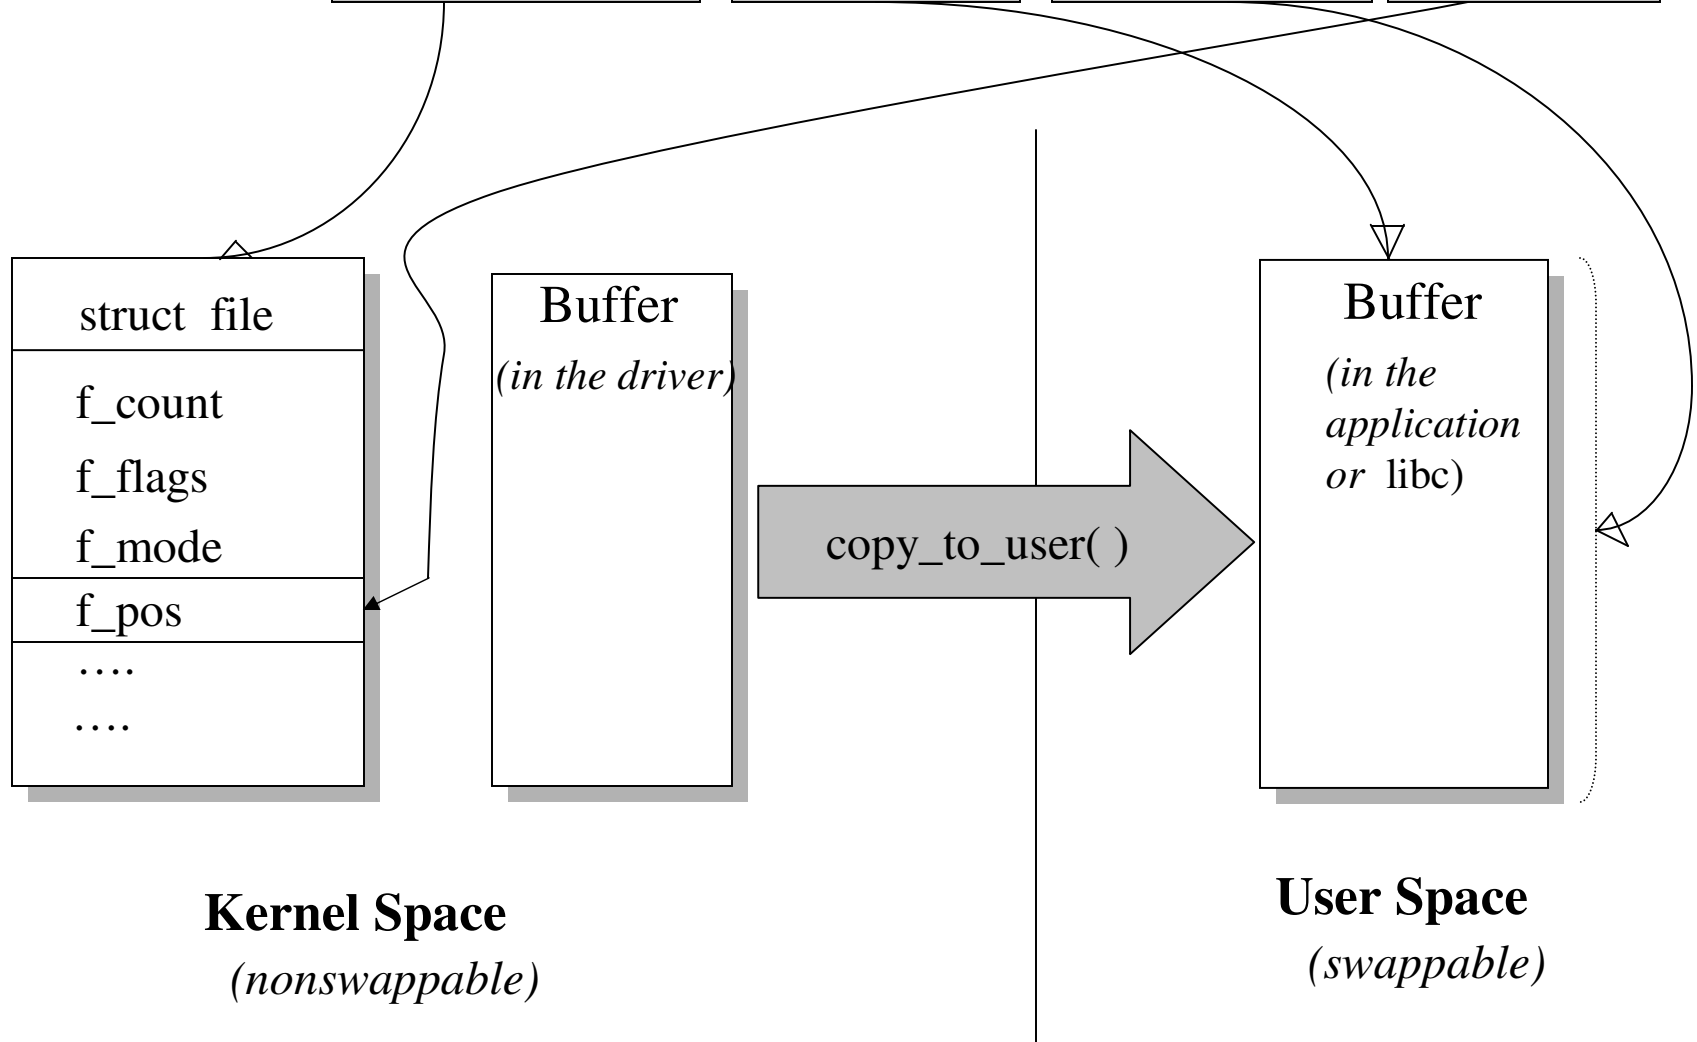 struct file
f_count
f_flags
f_mode
f_pos
....
....
Buffer
(in the driver)
copy_to_user( )
Buffer
(in the
application
or libc)
Kernel Space
(nonswappable)
User Space
(swappable)